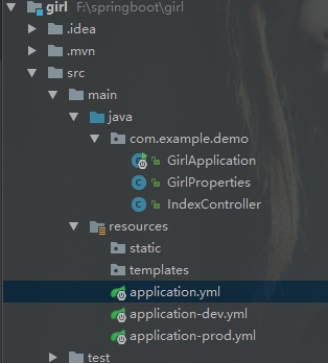 girl F:\springboot\girl
.idea
.mvn
src
main
java
com.example.demo
GirlApplication
GirlProperties
IndexController
resources
static
templates
application.yml
application-dev.yml
application-prod.yml
test